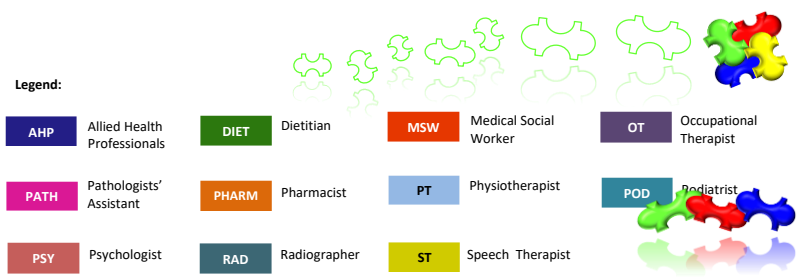 Legend:
AHP
Allied Health
Professionals
DIET
Dietitian
MSW
Medical Social
Worker
OT
Occupational
Therapist
PATH
Pathologists’
Assistant
PHARM
Pharmacist
PT
Physiotherapist
POD
Podiatrist
PSY
Psychologist
RAD
Radiographer
ST
Speech Therapist